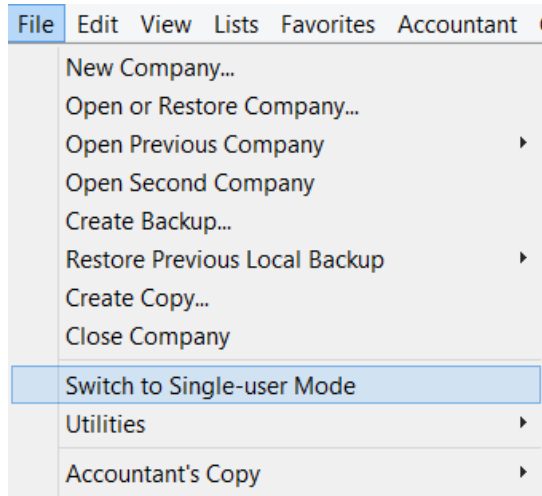 File Edit View Lists Favorites Accountant
New Company...
Open or Restore Company...
Open Previous Company
Open Second Company
Create Backup...
Restore Previous Local Backup
Create Copy...
Close Company
Switch to Single-user Mode
Utilities
Accountant's Copy